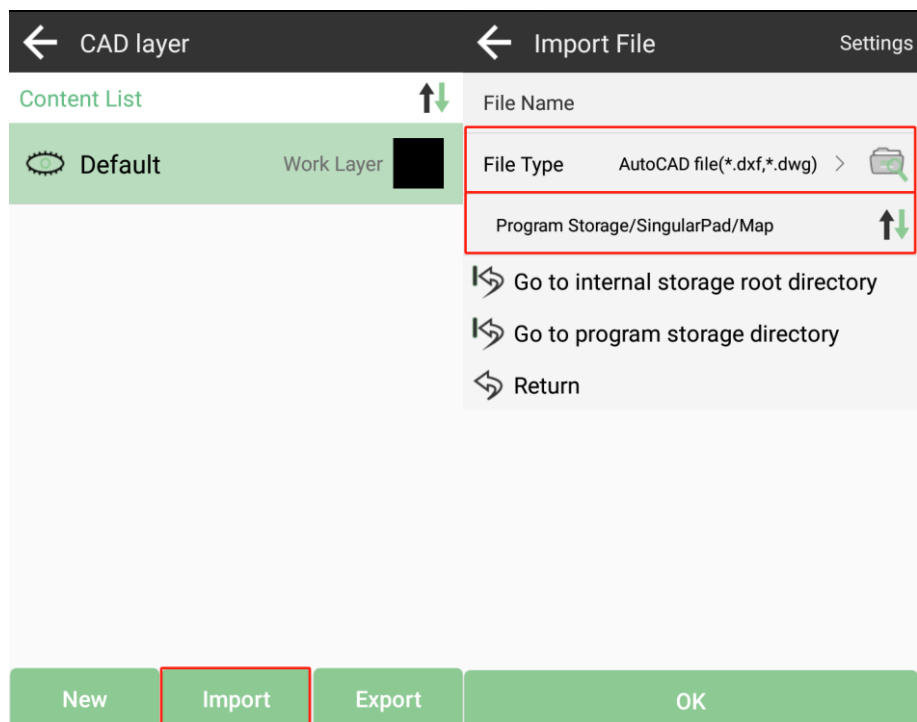 CAD layer
Content List
Default Work Layer
New Import Export
Import File Settings
File Name
File Type AutoCAD file(*.dxf,*.dwg) >
Program Storage/SingularPad/Map
Go to internal storage root directory
Go to program storage directory
Return
OK